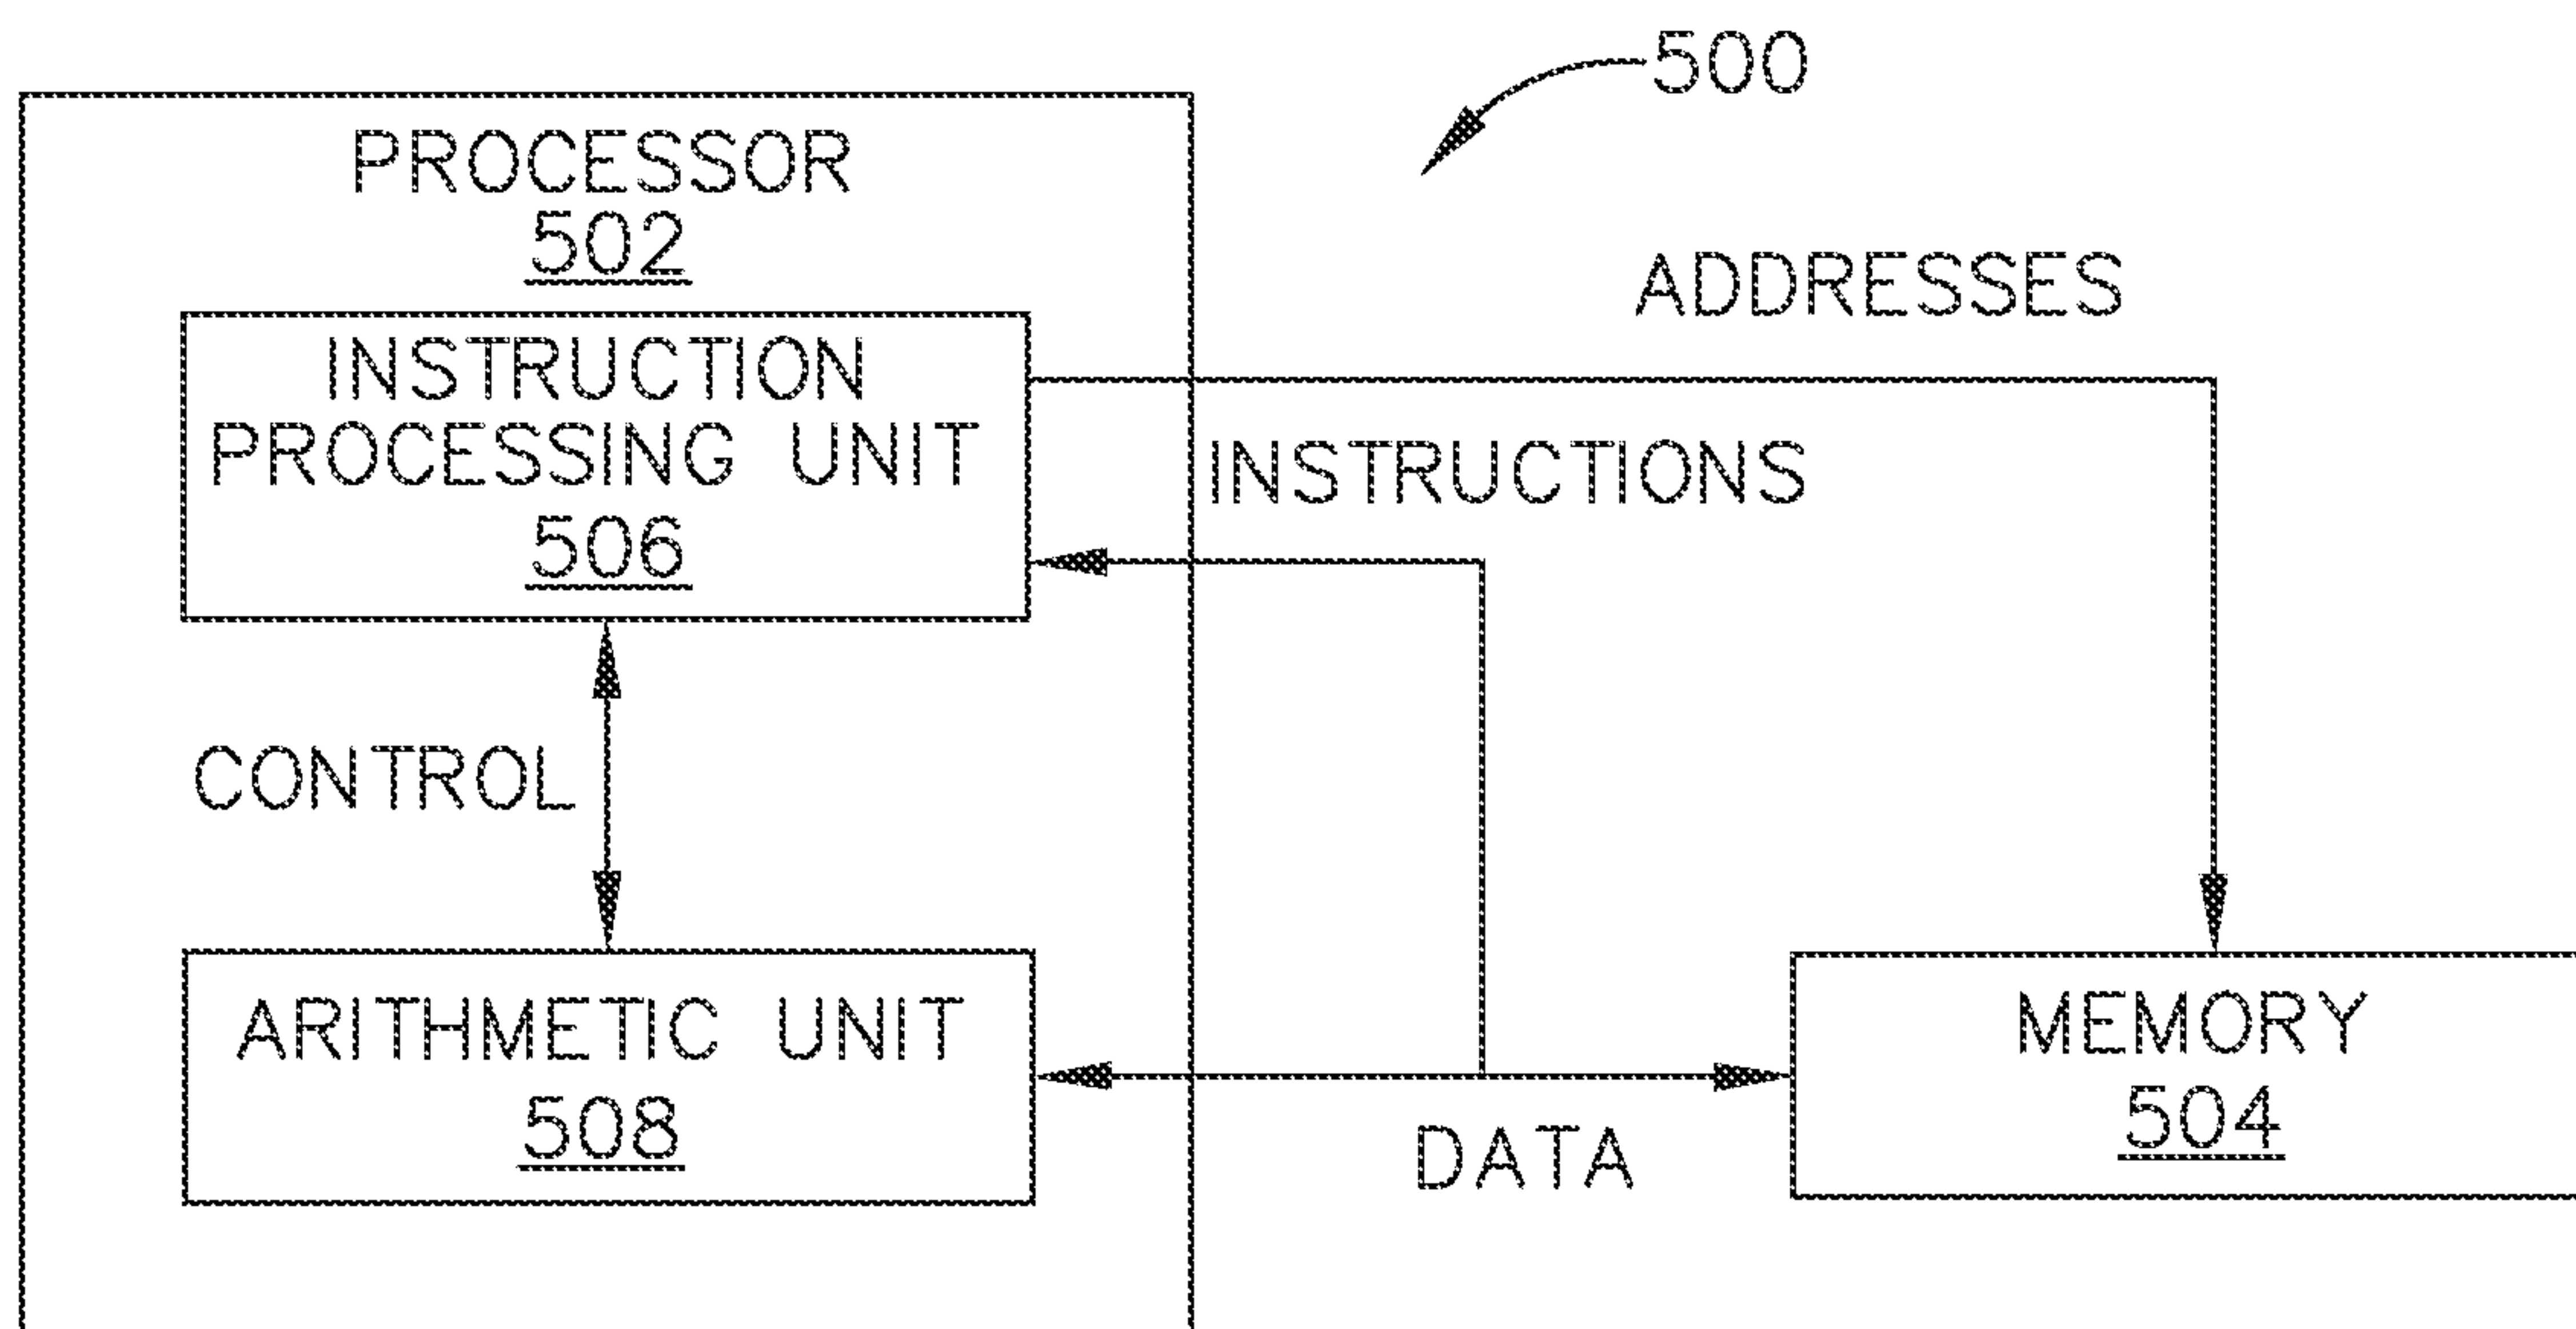 500
PROCESSOR
502
ADDRESSES
INSTRUCTION
PROCESSING UNIT
506
INSTRUCTIONS
CONTROL
ARITHMETIC UNIT
508
DATA
MEMORY
504